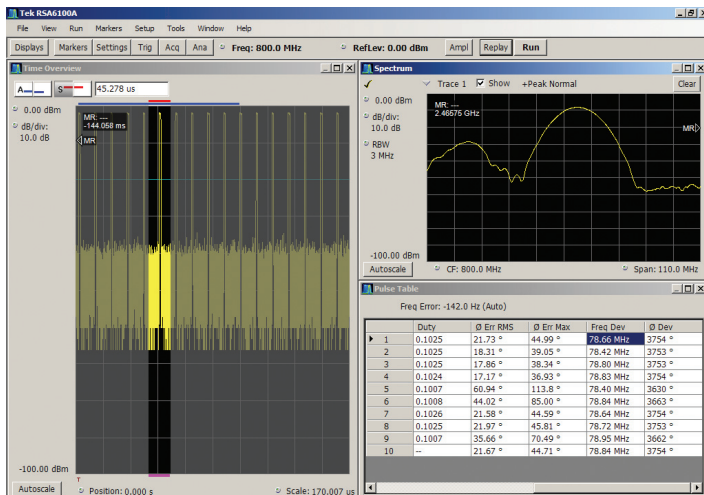 Tek RSA6100A
File View Run Markers Setup Tools Window Help
Displays Markers Settings Trig Acq Ana Freq: 800.0 MHz RefLev: 0.00 dBm Ampl Replay Run
Time Overview
A S 45.278 us
0.00 dBm
dB/div:
10.0 dB
MR: ---
-144.058 ms
MR
-100.00 dBm
T
Autoscale Position: 0.000 s Scale: 170.007 us
Spectrum
Trace 1 Show +Peak Normal Clear
0.00 dBm
dB/div:
10.0 dB
RBW
3 MHz
MR: ---
2.46575 GHz
MR
-100.00 dBm
Autoscale CF: 800.0 MHz Span: 110.0 MHz
Pulse Table
Freq Error: -142.0 Hz (Auto)
Duty Ø Err RMS Ø Err Max Freq Dev Ø Dev
1 0.1025 21.73 ° 44.99 ° 78.66 MHz 3754 °
2 0.1025 18.31 ° 39.05 ° 78.42 MHz 3753 °
3 0.1025 17.86 ° 38.34 ° 78.80 MHz 3753 °
4 0.1024 17.17 ° 36.93 ° 78.83 MHz 3754 °
5 0.1007 60.94 ° 113.8 ° 78.40 MHz 3630 °
6 0.1008 44.02 ° 85.00 ° 78.84 MHz 3663 °
7 0.1026 21.58 ° 44.59 ° 78.64 MHz 3754 °
8 0.1025 21.97 ° 45.81 ° 78.72 MHz 3753 °
9 0.1007 35.66 ° 70.49 ° 78.95 MHz 3662 °
10 -- 21.67 ° 44.71 ° 78.84 MHz 3754 °